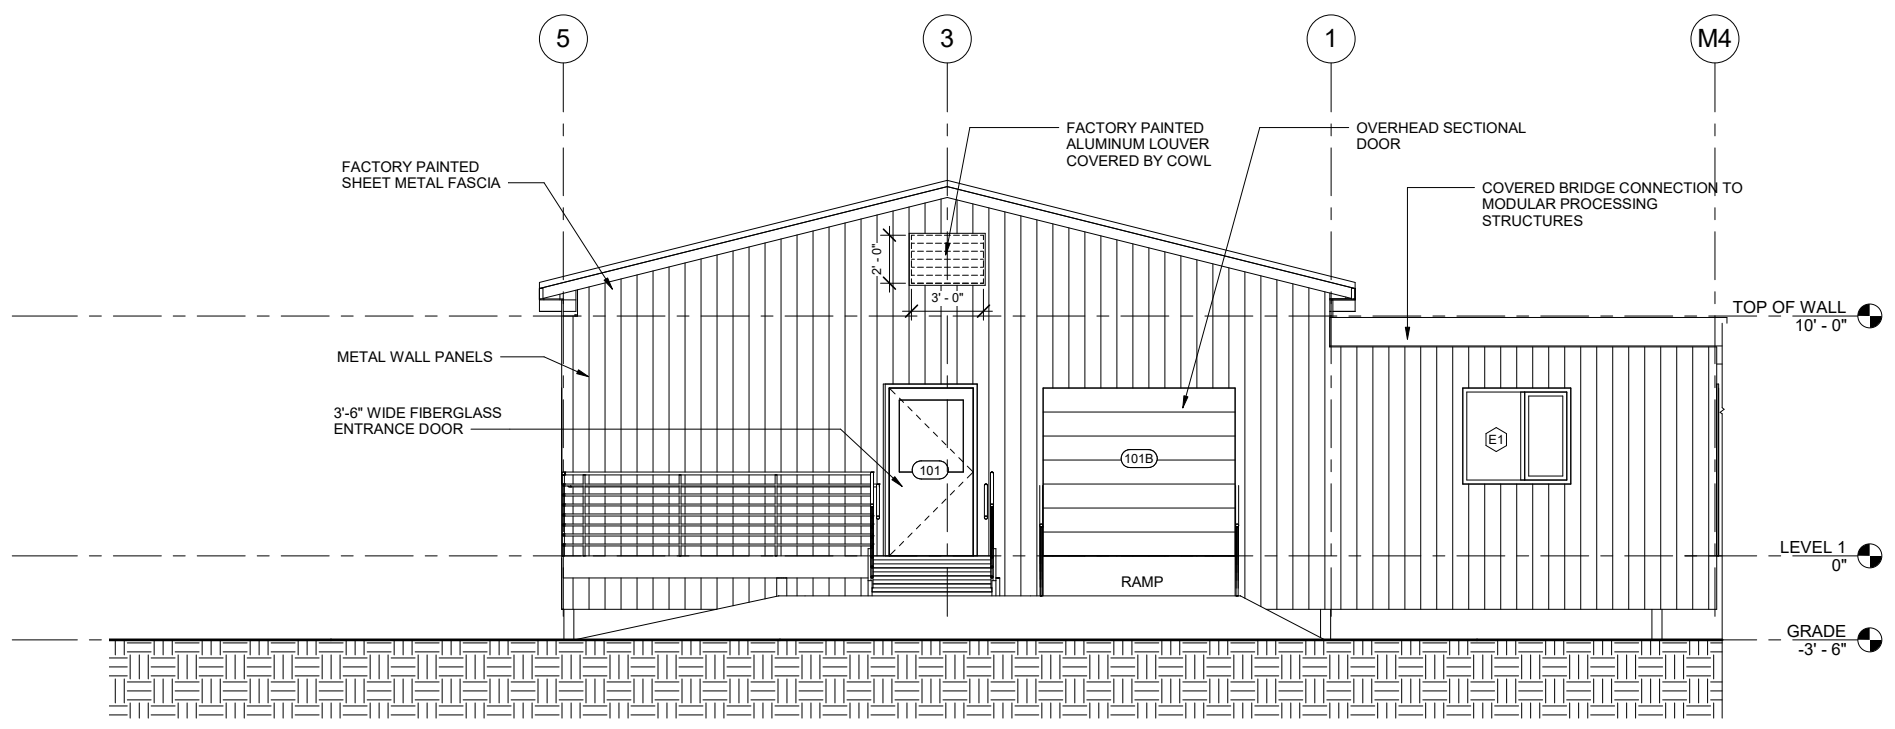 5
3
1
M4
FACTORY PAINTED
ALUMINUM LOUVER
COVERED BY COWL
OVERHEAD SECTIONAL
DOOR
FACTORY PAINTED
SHEET METAL FASCIA
COVERED BRIDGE CONNECTION TO
MODULAR PROCESSING
STRUCTURES
2' - 0"
3' - 0"
TOP OF WALL
10' - 0"
METAL WALL PANELS
3'-6" WIDE FIBERGLASS
ENTRANCE DOOR
E1
101
101B
LEVEL 1
0"
RAMP
GRADE
-3' - 6"